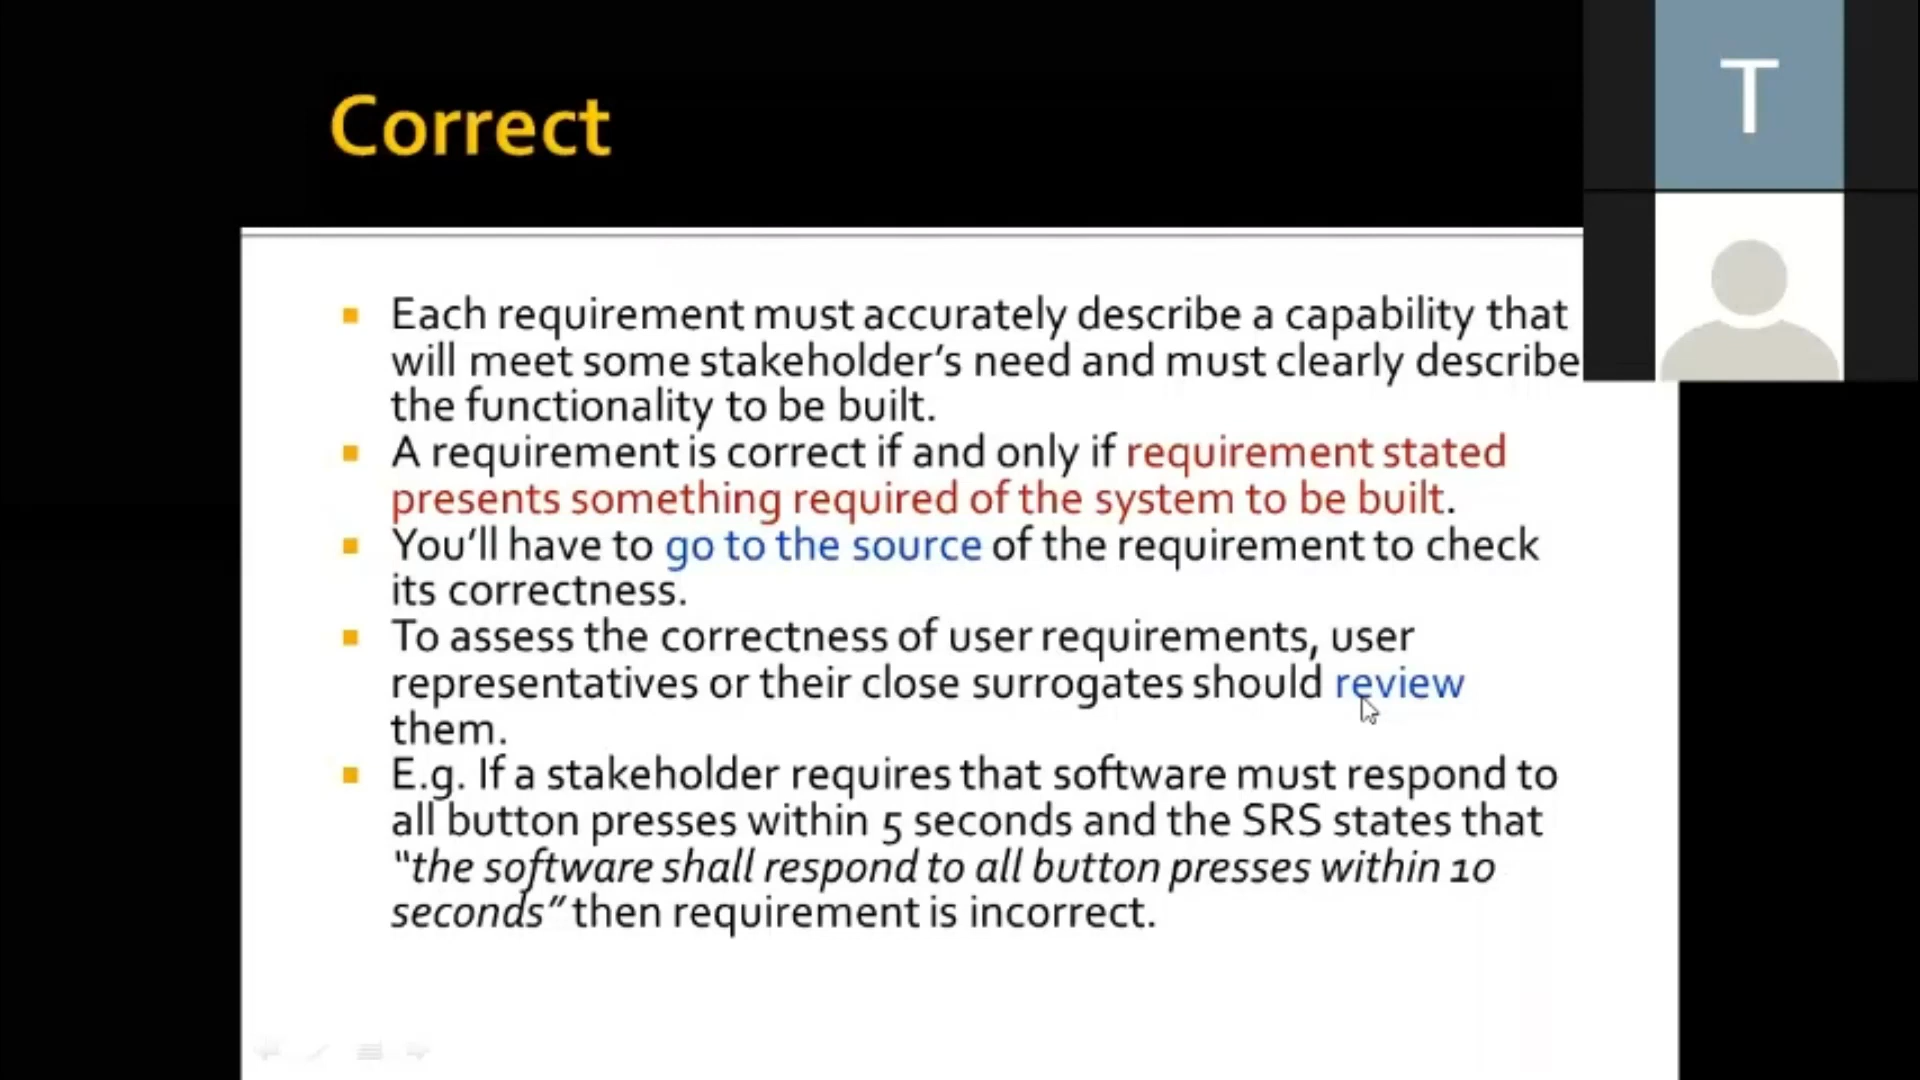 Correct
T
Each requirement must accurately describe a capability that
will meet some stakeholder’s need and must clearly describe
the functionality to be built.
A requirement is correct if and only if requirement stated
presents something required of the system to be built.
You’ll have to go to the source of the requirement to check
its correctness.
To assess the correctness of user requirements, user
representatives or their close surrogates should review
them.
E.g. If a stakeholder requires that software must respond to
all button presses within 5 seconds and the SRS states that
“the software shall respond to all button presses within 10
seconds” then requirement is incorrect.